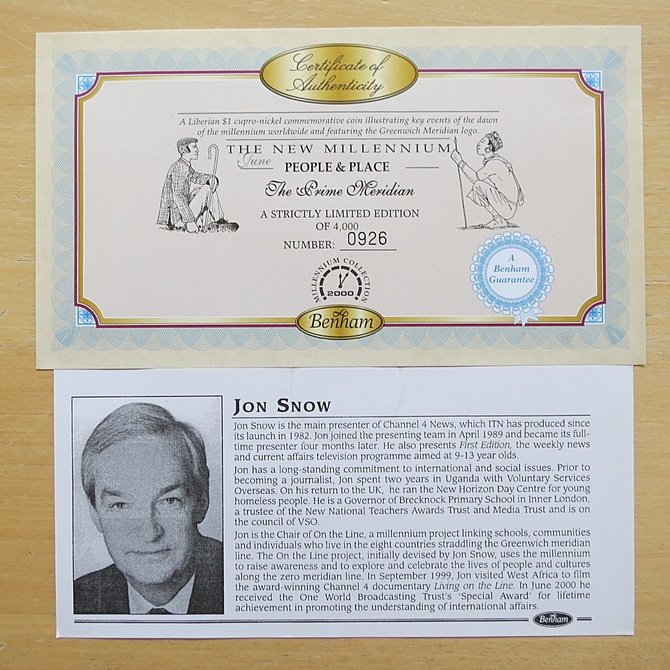 Certificate of
Authenticity
A Liberian $1 cupro-nickel commemorative coin illustrating key events of the dawn
of the millennium worldwide and featuring the Greenwich Meridian logo.
THE NEW MILLENNIUM
June
PEOPLE & PLACE
The Prime Meridian
A STRICTLY LIMITED EDITION
OF 4,000
NUMBER: 0926
A
Benham
Guarantee
MILLENNIUM COLLECTION
2000
Benham
JON SNOW
Jon Snow is the main presenter of Channel 4 News, which ITN has produced since
its launch in 1982. Jon joined the presenting team in April 1989 and became its full-
time presenter four months later. He also presents First Edition, the weekly news
and current affairs television programme aimed at 9-13 year olds.
Jon has a long-standing commitment to international and social issues. Prior to
becoming a journalist, Jon spent two years in Uganda with Voluntary Services
Overseas. On his return to the UK, he ran the New Horizon Day Centre for young
homeless people. He is a Governor of Brecknock Primary School in Inner London,
a trustee of the New National Teachers Awards Trust and Media Trust and is on
the council of VSO.
Jon is the Chair of On The Line, a millennium project linking schools, communities
and individuals who live in the eight countries straddling the Greenwich meridian
line. The On the Line project, initially devised by Jon Snow, uses the millennium
to raise awareness and to explore and celebrate the lives of people and cultures
along the zero meridian line. In September 1999, Jon visited West Africa to film
the award-winning Channel 4 documentary Living on the Line. In June 2000 he
received the One World Broadcasting Trust's 'Special Award' for lifetime
achievement in promoting the understanding of international affairs.
Benham